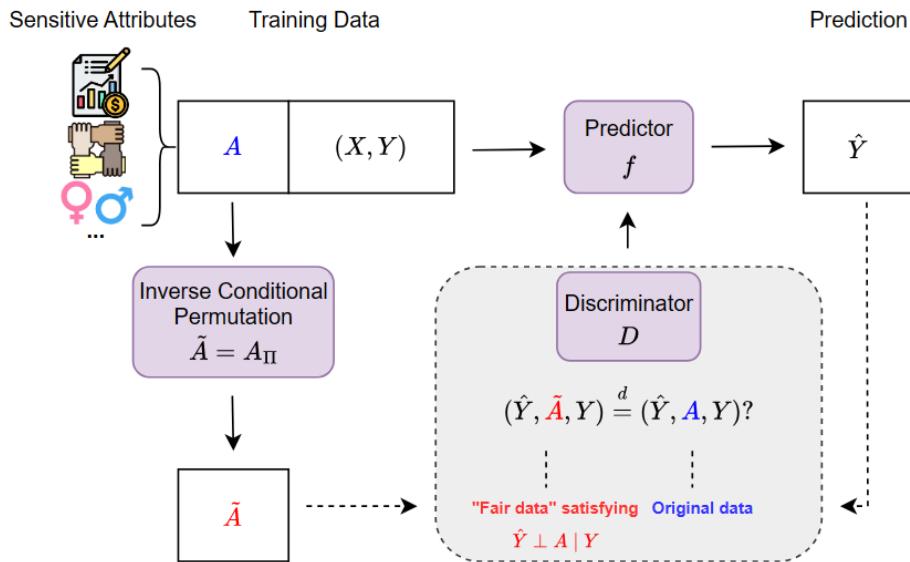 Sensitive Attributes
Training Data
Prediction
A
(X, Y)
Predictor
f
Ŷ
...
Inverse Conditional
Permutation
Ã = A_Π
Discriminator
D
(Ŷ, Ã, Y) =^d (Ŷ, A, Y)?
Ã
"Fair data" satisfying
Ŷ ⊥ A | Y
Original data